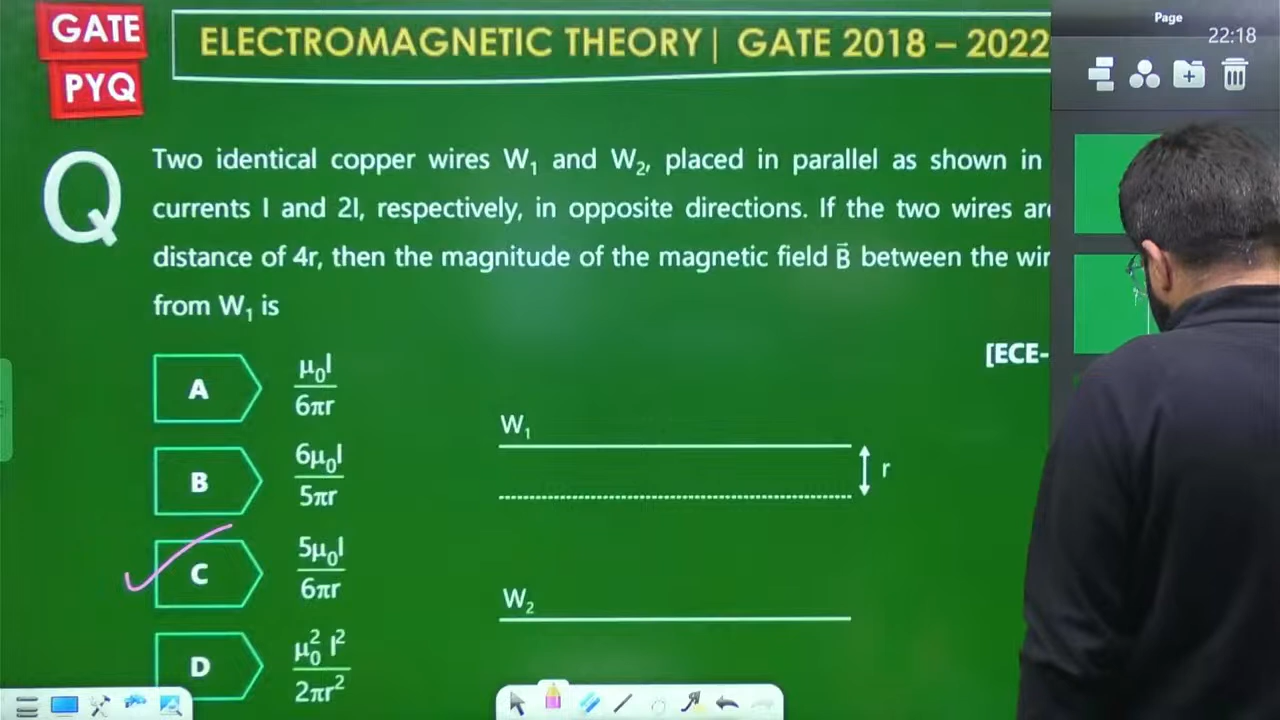 GATE
PYQ
ELECTROMAGNETIC THEORY| GATE 2018 – 2022
Page
22:18
Q
Two identical copper wires W₁ and W₂, placed in parallel as shown in
currents I and 2I, respectively, in opposite directions. If the two wires are
distance of 4r, then the magnitude of the magnetic field B⃗ between the wir
from W₁ is
[ECE-
A μ₀I/6πr
B 6μ₀I/5πr
C 5μ₀I/6πr
D μ₀² I²/2πr²
W₁
r
W₂